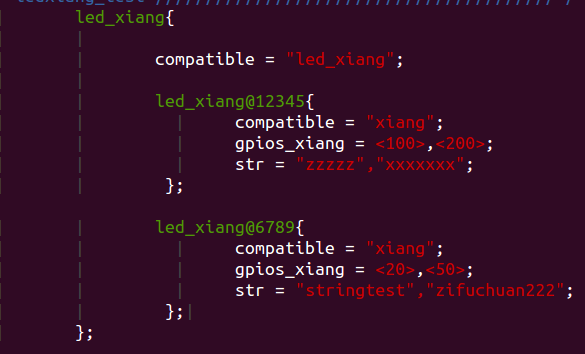 led_xiang{
compatible = "led_xiang";
led_xiang@12345{
compatible = "xiang";
gpios_xiang = <100>,<200>;
str = "zzzzz","xxxxxxx";
};
led_xiang@6789{
compatible = "xiang";
gpios_xiang = <20>,<50>;
str = "stringtest","zifuchuan222";
};
};